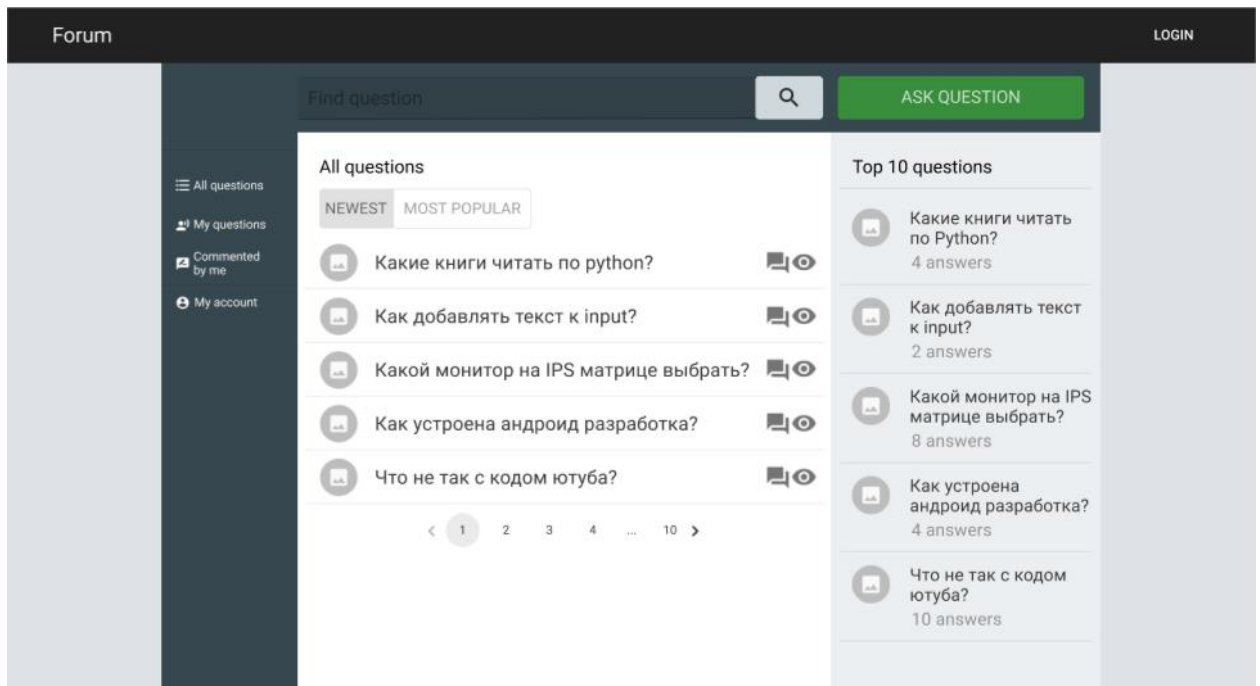 Forum
LOGIN
Find question
ASK QUESTION
All questions
My questions
Commented
by me
My account
All questions
NEWEST MOST POPULAR
Какие книги читать по python?
Как добавлять текст к input?
Какой монитор на IPS матрице выбрать?
Как устроена андроид разработка?
Что не так с кодом ютуба?
1 2 3 4 ... 10
Top 10 questions
Какие книги читать
по Python?
4 answers
Как добавлять текст
к input?
2 answers
Какой монитор на IPS
матрице выбрать?
8 answers
Как устроена
андроид разработка?
4 answers
Что не так с кодом
ютуба?
10 answers